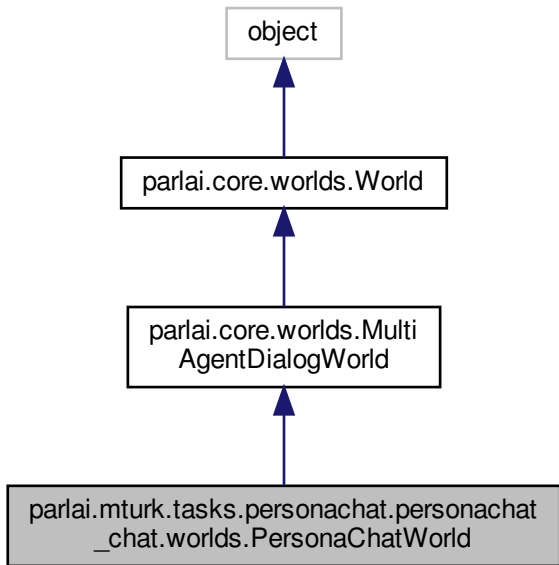 object
parlai.core.worlds.World
parlai.core.worlds.Multi
AgentDialogWorld
parlai.mturk.tasks.personachat.personachat
_chat.worlds.PersonaChatWorld